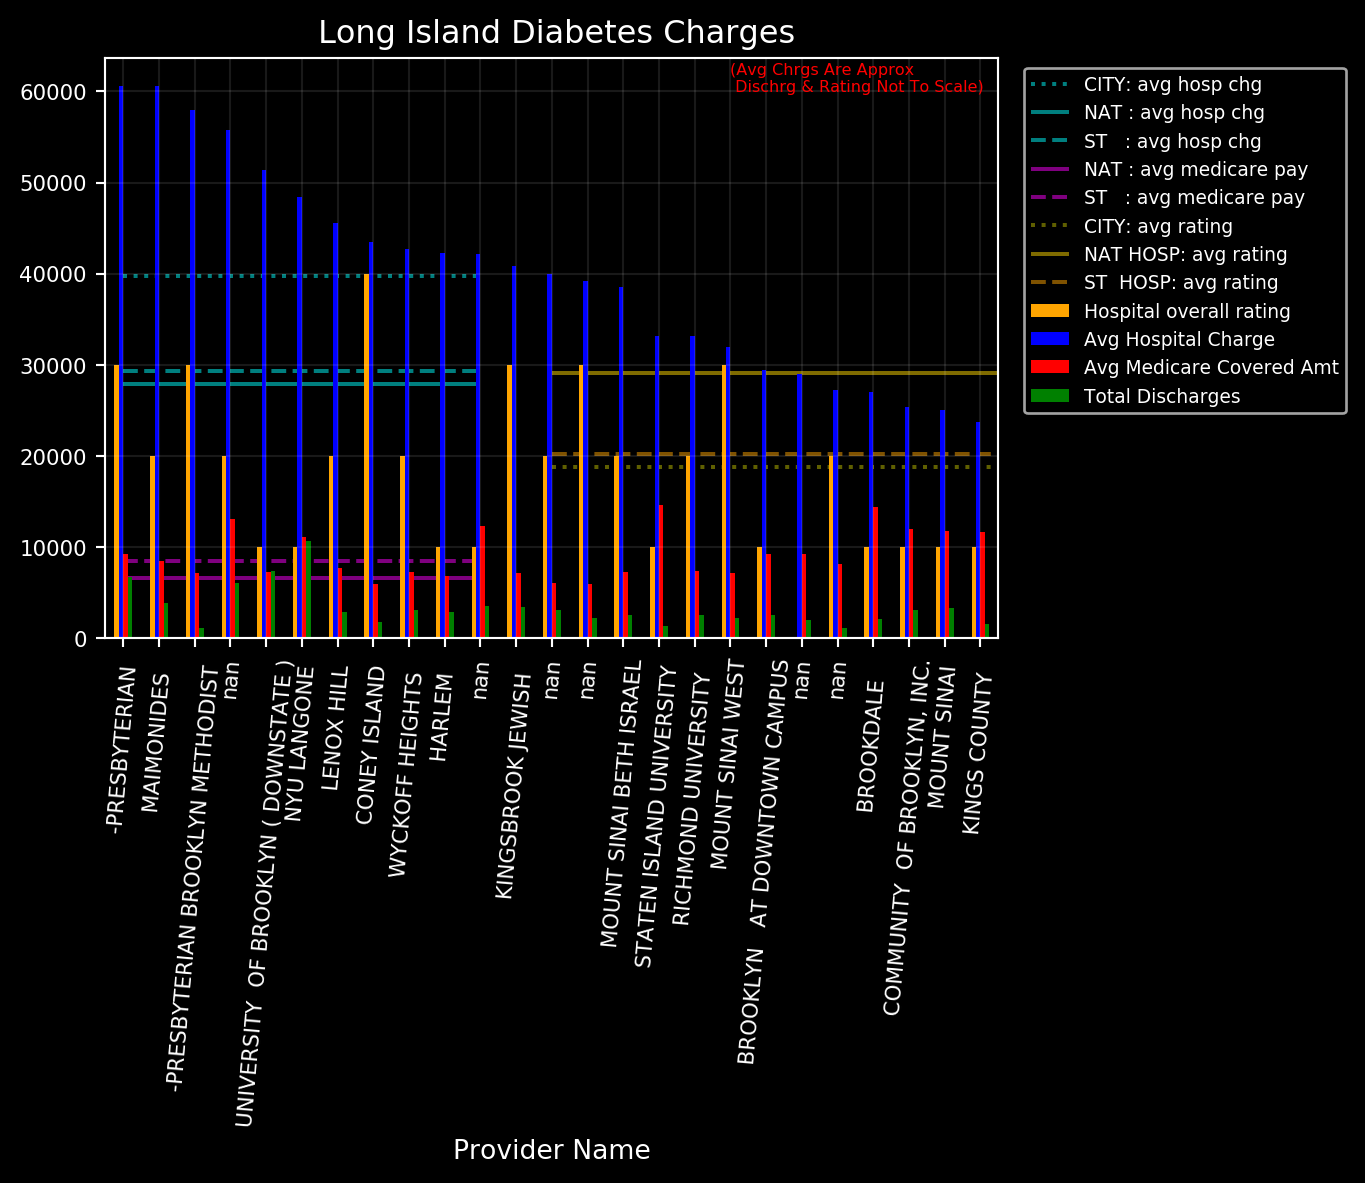 Long Island Diabetes Charges
(Avg Chrgs Are Approx
Dischrg & Rating Not To Scale)
60000
50000
40000
30000
20000
10000
0
CITY: avg hosp chg
NAT : avg hosp chg
ST : avg hosp chg
NAT : avg medicare pay
ST : avg medicare pay
CITY: avg rating
NAT HOSP: avg rating
ST HOSP: avg rating
Hospital overall rating
Avg Hospital Charge
Avg Medicare Covered Amt
Total Discharges
-PRESBYTERIAN
MAIMONIDES
-PRESBYTERIAN BROOKLYN METHODIST
nan
UNIVERSITY OF BROOKLYN ( DOWNSTATE )
NYU LANGONE
LENOX HILL
CONEY ISLAND
WYCKOFF HEIGHTS
HARLEM
nan
KINGSBROOK JEWISH
nan
nan
MOUNT SINAI BETH ISRAEL
STATEN ISLAND UNIVERSITY
RICHMOND UNIVERSITY
MOUNT SINAI WEST
BROOKLYN AT DOWNTOWN CAMPUS
nan
nan
BROOKDALE
COMMUNITY OF BROOKLYN, INC.
MOUNT SINAI
KINGS COUNTY
Provider Name